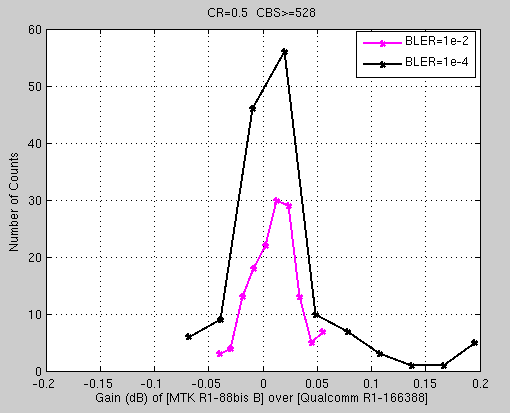 CR=0.5 CBS>=528
BLER=1e-2
BLER=1e-4
Number of Counts
60
50
40
30
20
10
0
-0.2 -0.15 -0.1 -0.05 0 0.05 0.1 0.15 0.2
Gain (dB) of [MTK R1-88bis B] over [Qualcomm R1-166388]